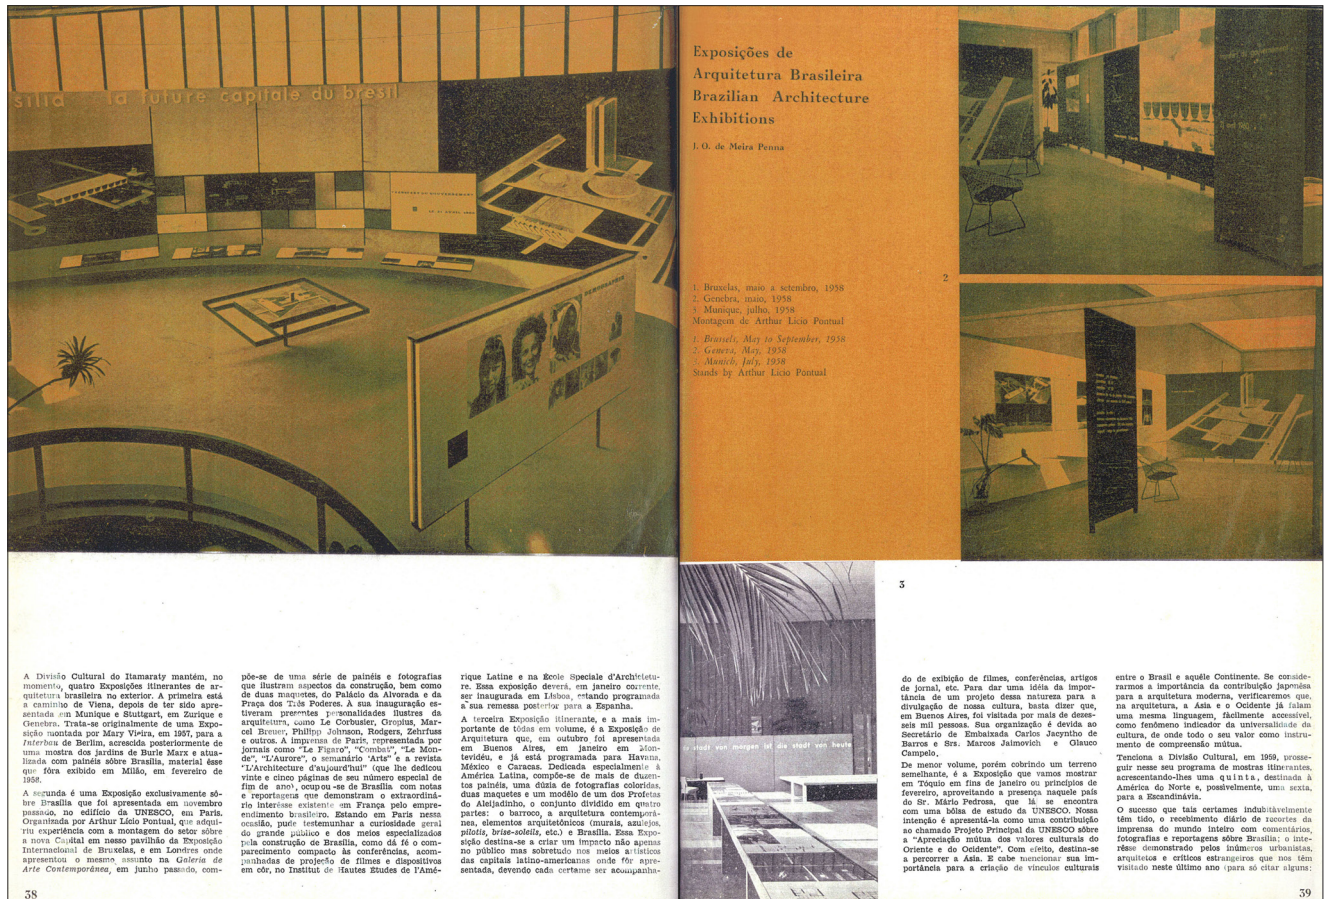 silia la future capitale du bresil
Exposições de
Arquitetura Brasileira
Brazilian Architecture
Exhibitions
J. O. de Meira Penna
2
1. Bruxelas, maio a setembro, 1958
2. Genebra, maio, 1958
3. Munique, julho, 1958
Montagem de Arthur Licio Pontual
1. Brussels, May to September, 1958
2. Geneva, May, 1958
3. Munich, July, 1958
Stands by Arthur Licio Pontual
3
die stadt von morgen ist die stadt von heute
A Divisão Cultural do Itamaraty mantém, no
momento, quatro Exposições itinerantes de ar-
quitetura brasileira no exterior. A primeira está
a caminho de Viena, depois de ter sido apre-
sentada em Munique e Stuttgart, em Zurique e
Genebra. Trata-se originalmente de uma Expo-
sição montada por Mary Vieira, em 1957, para a
Interbau de Berlim, acrescida posteriormente de
uma mostra dos jardins de Burle Marx e atua-
lizada com painéis sôbre Brasília, material êsse
que fôra exibido em Milão, em fevereiro de
1958.
A segunda é uma Exposição exclusivamente sô-
bre Brasília que foi apresentada em novembro
passado, no edifício da UNESCO, em Paris.
Organizada por Arthur Lício Pontual, que adqui-
riu experiência com a montagem do setor sôbre
a nova Capital em nosso pavilhão da Exposição
Internacional de Bruxelas, e em Londres onde
apresentou o mesmo assunto na Galeria de
Arte Contemporânea, em junho passado, com-
põe-se de uma série de painéis e fotografias
que ilustram aspectos da construção, bem como
de duas maquetes, do Palácio da Alvorada e da
Praça dos Três Poderes. À sua inauguração es-
tiveram presentes personalidades ilustres da
arquitetura, como Le Corbusier, Gropius, Mar-
cel Breuer, Philipp Johnson, Rodgers, Zehrfuss
e outros. A imprensa de Paris, representada por
jornais como "Le Figaro", "Combat", "Le Mon-
de", "L'Aurore", o semanário "Arts" e a revista
"L'Architecture d'aujourd'hui" (que lhe dedicou
vinte e cinco páginas de seu número especial de
fim de ano), ocupou-se de Brasília com notas
e reportagens que demonstram o extraordiná-
rio interêsse existente em França pelo empre-
endimento brasileiro. Estando em Paris nessa
ocasião, pude testemunhar a curiosidade geral
do grande público e dos meios especializados
pela construção de Brasília, como dá fé o com-
parecimento compacto às conferências, acom-
panhadas de projeção de filmes e dispositivos
em côr, no Institut de Hautes Études de l'Amé-
rique Latine e na École Speciale d'Archictetu-
re. Essa exposição deverá, em janeiro corrente,
ser inaugurada em Lisboa, estando programada
a sua remessa posterior para a Espanha.
A terceira Exposição itinerante, e a mais im-
portante de tôdas em volume, é a Exposição de
Arquitetura que, em outubro foi apresentada
em Buenos Aires, em janeiro em Mon-
tevidéu, e já está programada para Havana,
México e Caracas. Dedicada especialmente à
América Latina, compõe-se de mais de duzen-
tos painéis, uma dúzia de fotografias coloridas,
duas maquetes e um modêlo de um dos Profetas
do Aleijadinho, o conjunto dividido em quatro
partes: o barroco, a arquitetura contemporâ-
nea, elementos arquitetônicos (murais, azulejos,
pilotis, brise-soleils, etc.) e Brasília. Essa Expo-
sição destina-se a criar um impacto não apenas
no público mas sobretudo nos meios artísticos
das capitais latino-americanas onde fôr apre-
sentada, devendo cada certame ser acompanha-
do de exibição de filmes, conferências, artigos
de jornal, etc. Para dar uma idéia da impor-
tância de um projeto dessa natureza para a
divulgação de nossa cultura, basta dizer que,
em Buenos Aires, foi visitada por mais de dezes-
seis mil pessoas. Sua organização é devida ao
Secretário de Embaixada Carlos Jacyntho de
Barros e Srs. Marcos Jaimovich e Glauco
Campelo.
De menor volume, porém cobrindo um terreno
semelhante, é a Exposição que vamos mostrar
em Tóquio em fins de janeiro ou princípios de
fevereiro, aproveitando a presença naquele país
do Sr. Mário Pedrosa, que lá se encontra
com uma bôlsa de estudo da UNESCO. Nossa
intenção é apresentá-la como uma contribuição
ao chamado Projeto Principal da UNESCO sôbre
a "Apreciação mútua dos valores culturais do
Oriente e do Ocidente". Com efeito, destina-se
a percorrer a Ásia. E cabe mencionar sua im-
portância para a criação de vínculos culturais
entre o Brasil e aquêle Continente. Se conside-
rarmos a importância da contribuição japonêsa
para a arquitetura moderna, verificaremos que,
na arquitetura, a Ásia e o Ocidente já falam
uma mesma linguagem, fàcilmente accessível,
como fenômeno indicador da universalidade da
cultura, de onde todo o seu valor como instru-
mento de compreensão mútua.
Tenciona a Divisão Cultural, em 1959, prosse-
guir nesse seu programa de mostras itinerantes,
acrescentando-lhes uma quinta, destinada à
América do Norte e, possìvelmente, uma sexta,
para a Escandinávia.
O sucesso que tais certames indubitàvelmente
têm tido, o recebimento diário de recortes da
imprensa do mundo inteiro com comentários,
fotografias e reportagens sôbre Brasília; o inte-
rêsse demonstrado pelos inúmeros urbanistas,
arquitetos e críticos estrangeiros que nos têm
visitado neste último ano (para só citar alguns:
38
39